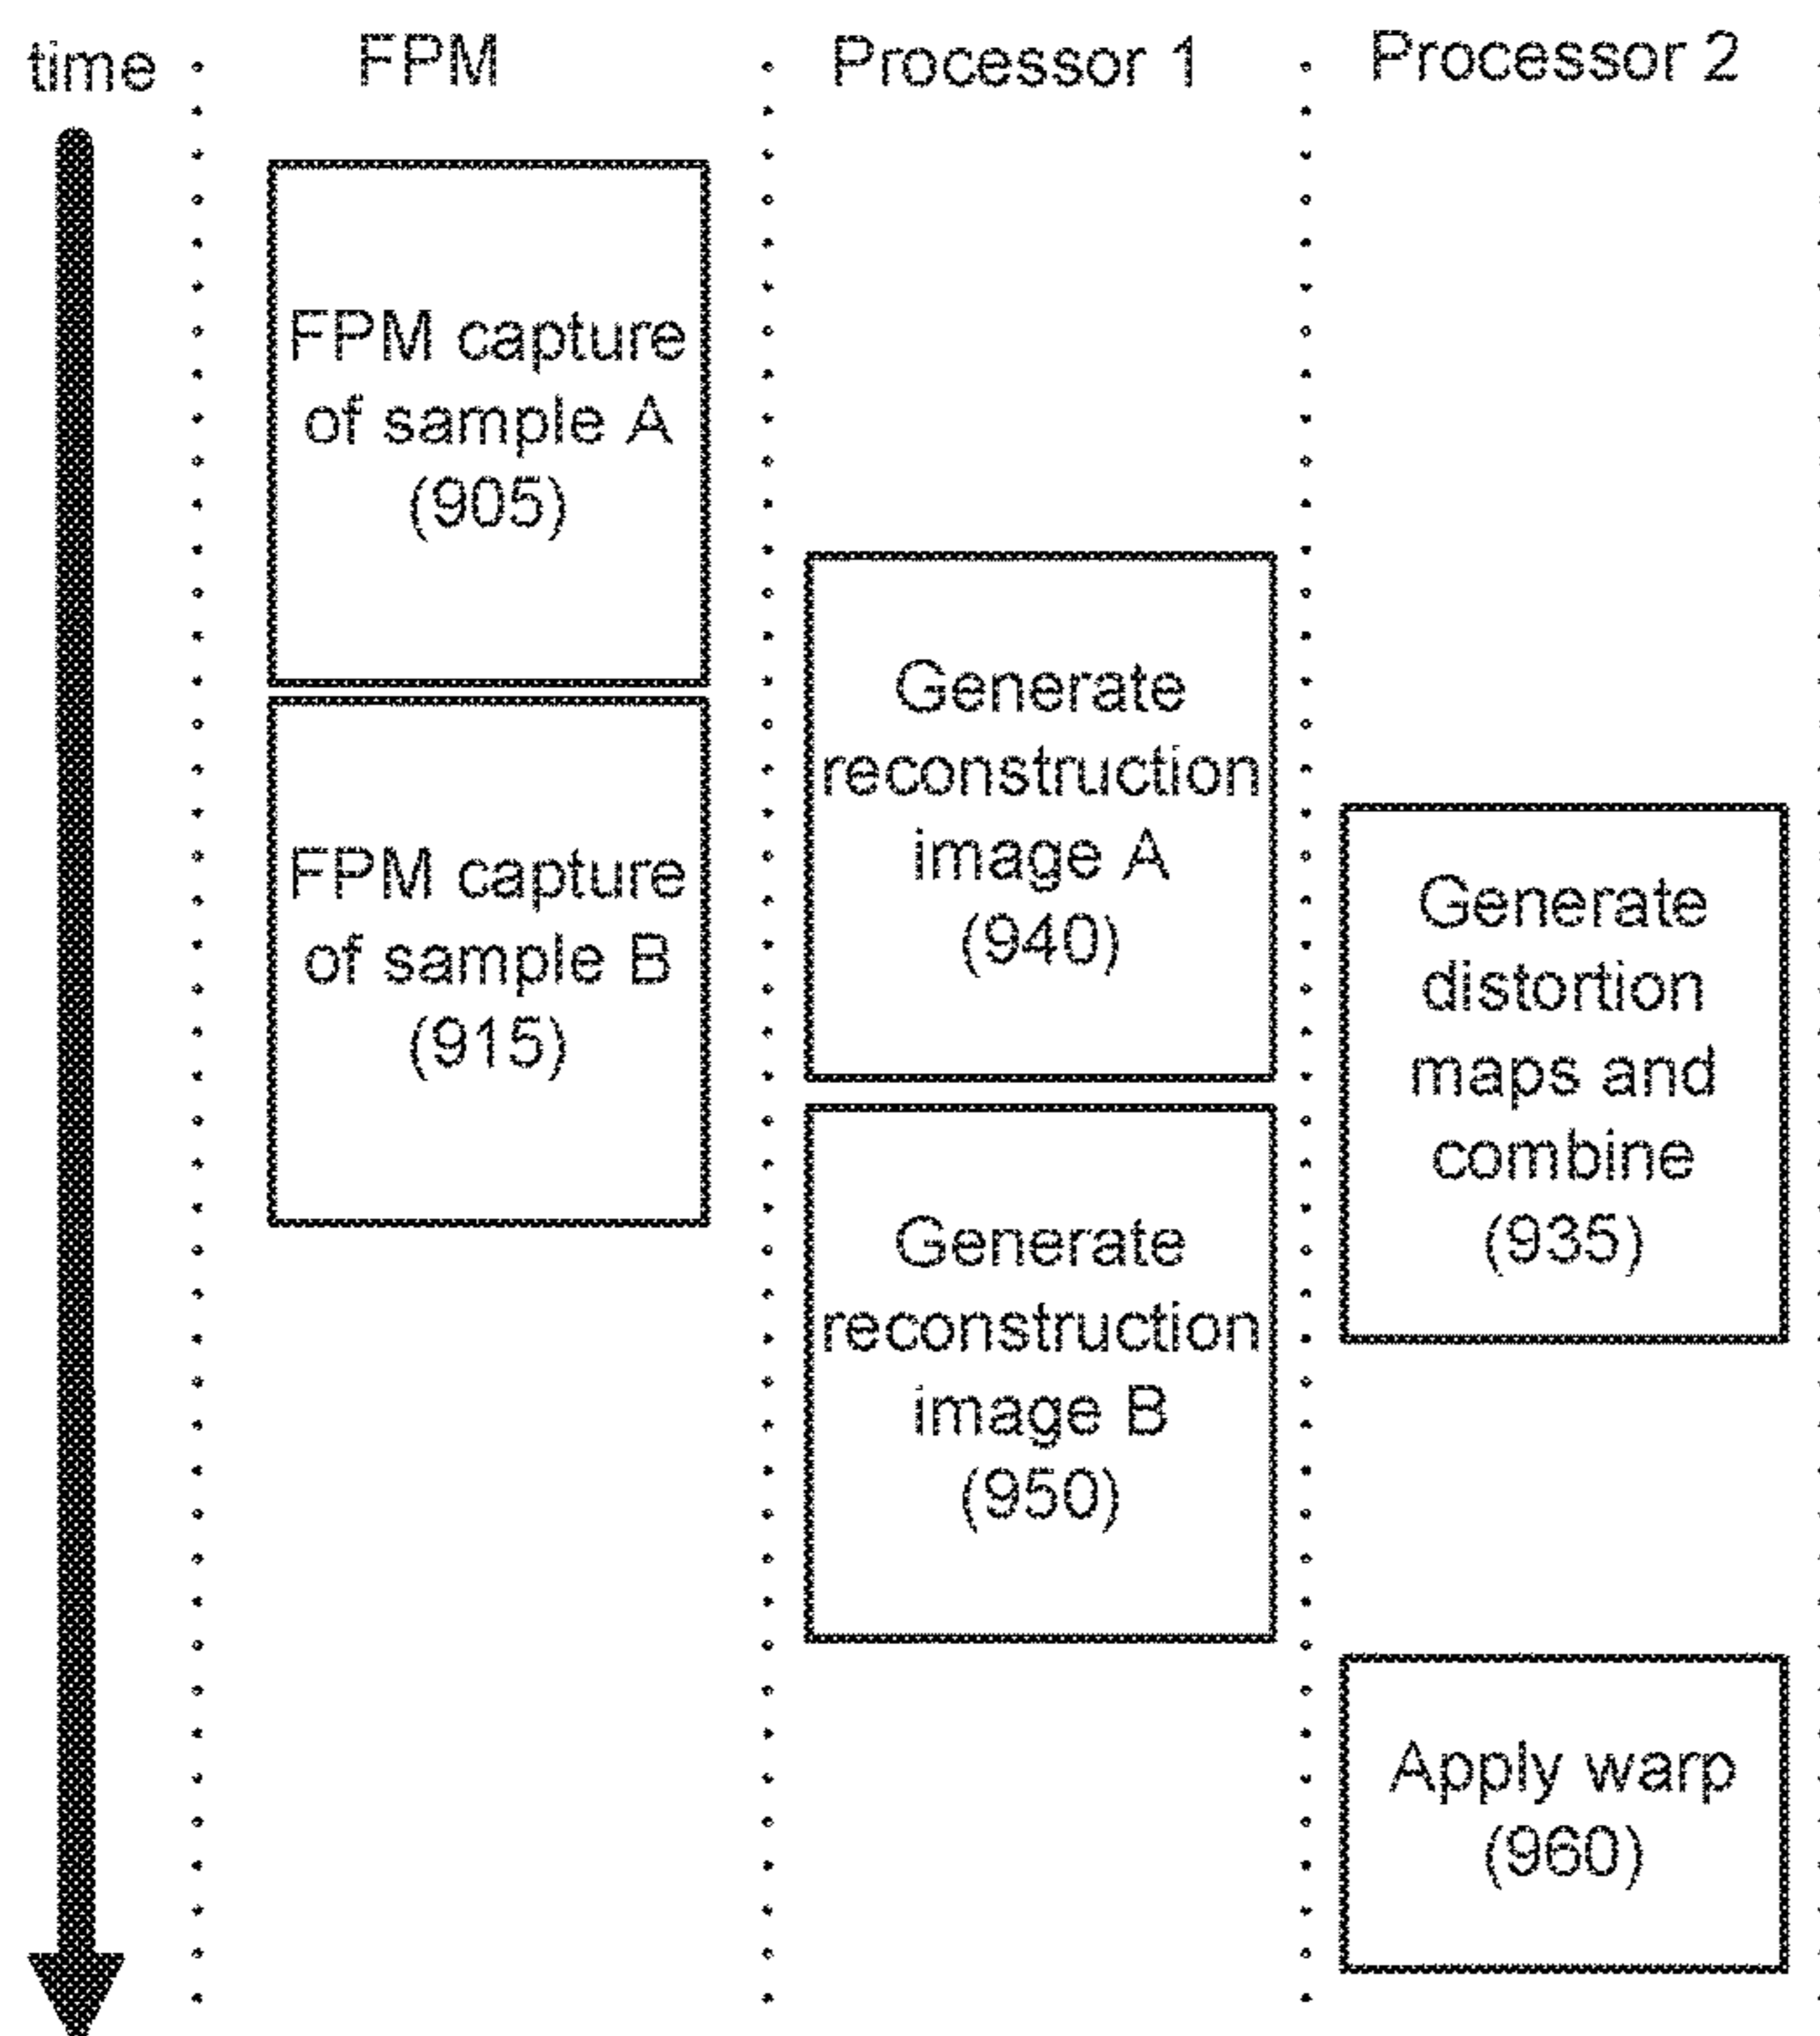 time
FPM
Processor 1
Processor 2
FPM capture
of sample A
(905)
FPM capture
of sample B
(915)
Generate
reconstruction
image A
(940)
Generate
reconstruction
image B
(950)
Generate
distortion
maps and
combine
(935)
Apply warp
(960)